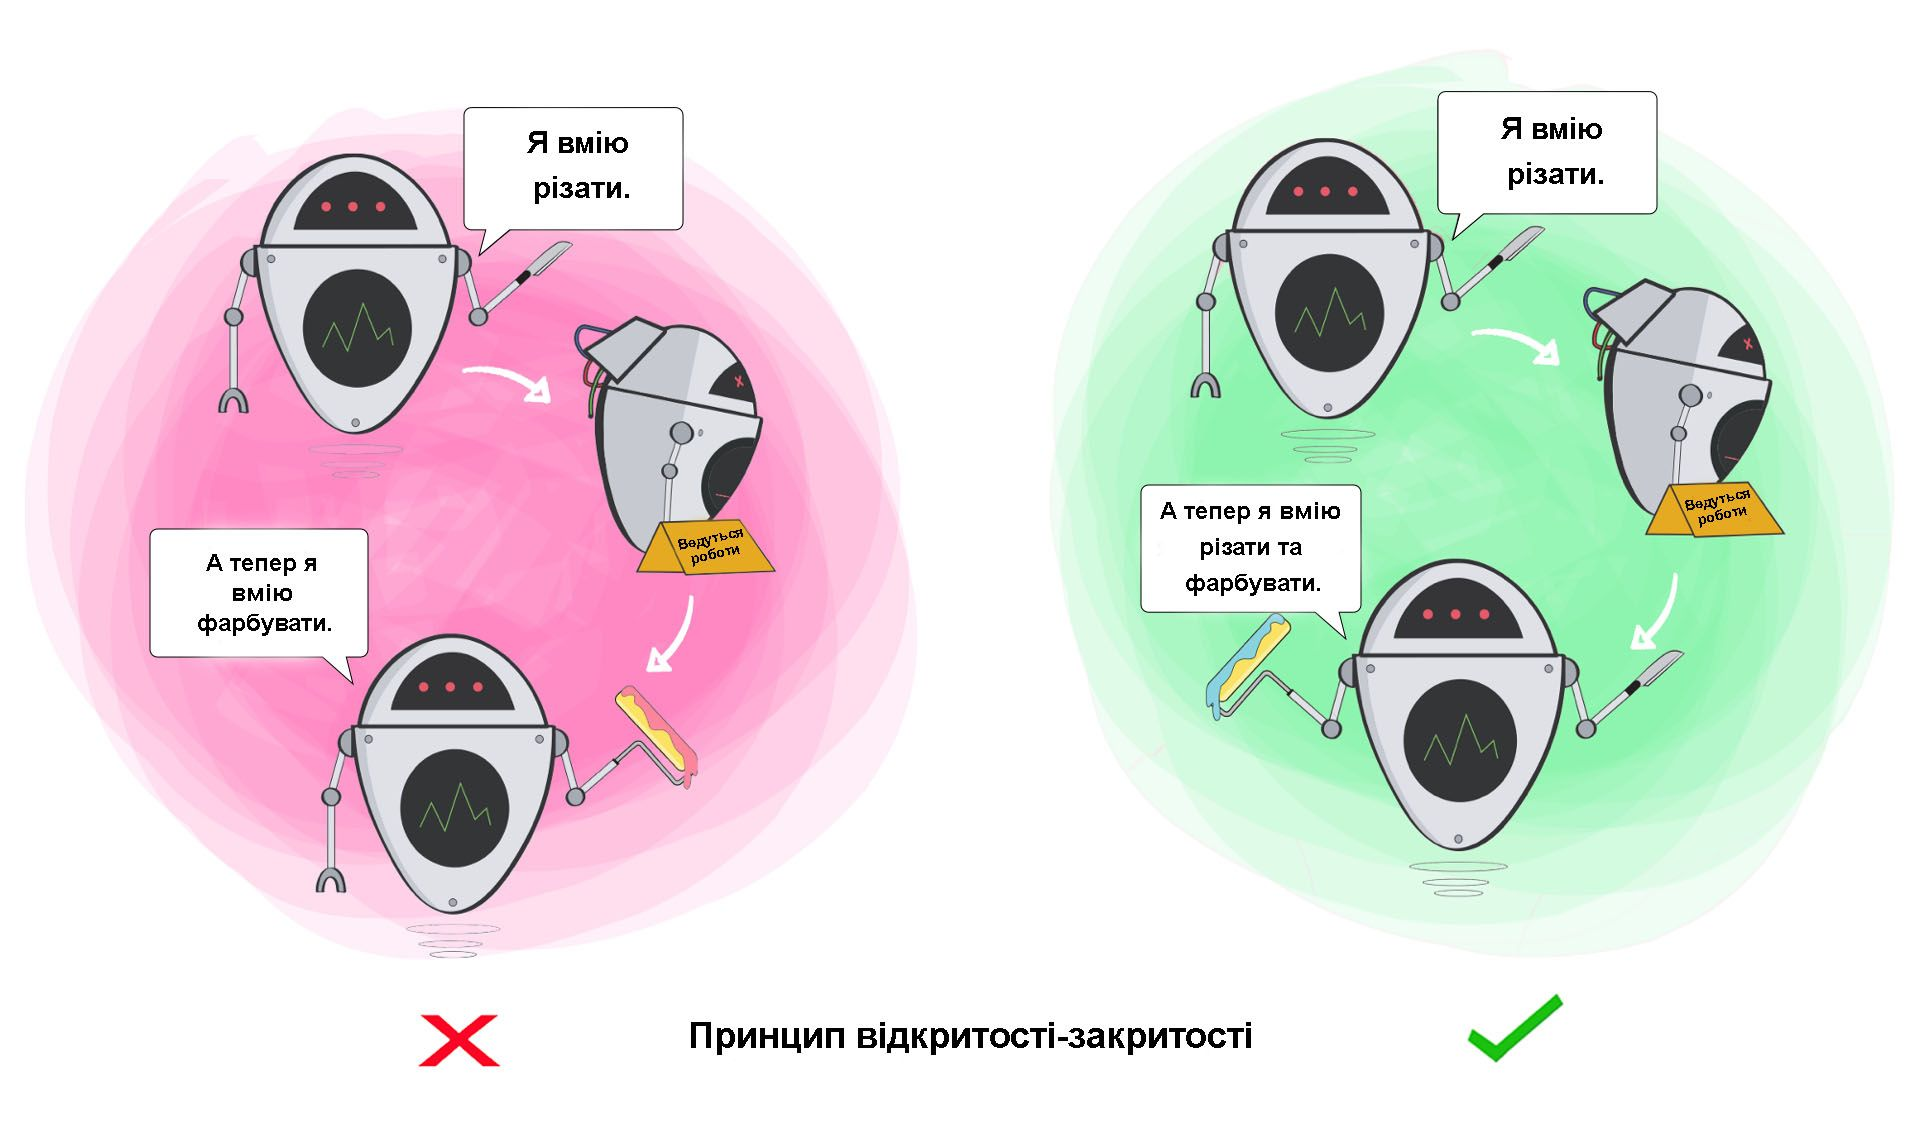 Я вмію
різати.
Ведуться
роботи
А тепер я
вмію
фарбувати.
Я вмію
різати.
Ведуться
роботи
А тепер я вмію
різати та
фарбувати.
Принцип відкритості-закритості